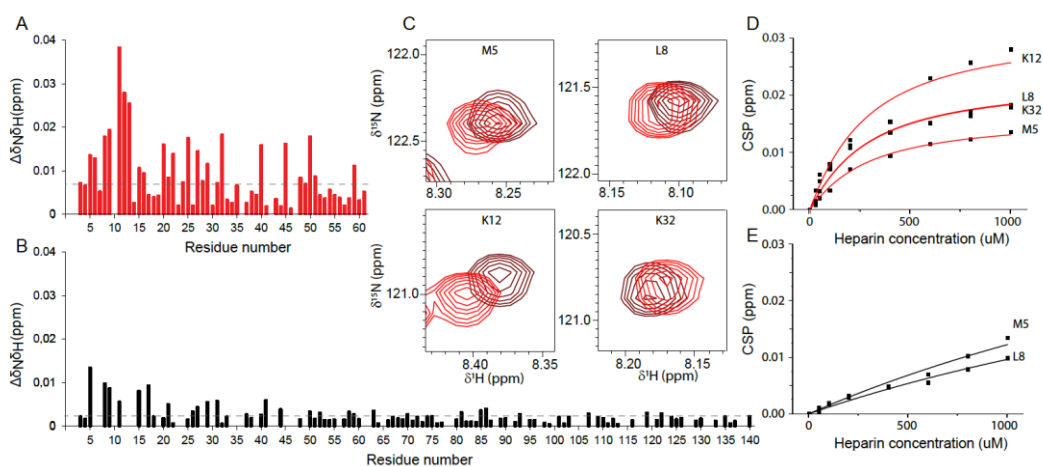 A
ΔδNδH(ppm)
0.04
0.03
0.02
0.01
0
5 10 15 20 25 30 35 40 45 50 55 60
Residue number
B
ΔδNδH(ppm)
0.04
0.03
0.02
0,01
0
5 10 15 20 25 30 35 40 45 50 55 60 64 70 75 80 85 90 95 100 105 110 115 120 125 130 135 140
Residue number
C
M5
122.0
122.5
δ¹⁵N (ppm)
8.30 8.25
L8
121.5
122.0
8.15 8.10
K12
121.0
δ¹⁵N (ppm)
8.40 8.35
δ¹H (ppm)
K32
120.5
121.0
8.20 8.15
δ¹H (ppm)
D
CSP (ppm)
0.03
0.02
0.01
0.00
0 500 1000
Heparin concentration (uM)
K12
L8
K32
M5
E
CSP (ppm)
0.03
0.02
0.01
0.00
0 500 1000
Heparin concentration (uM)
M5
L8